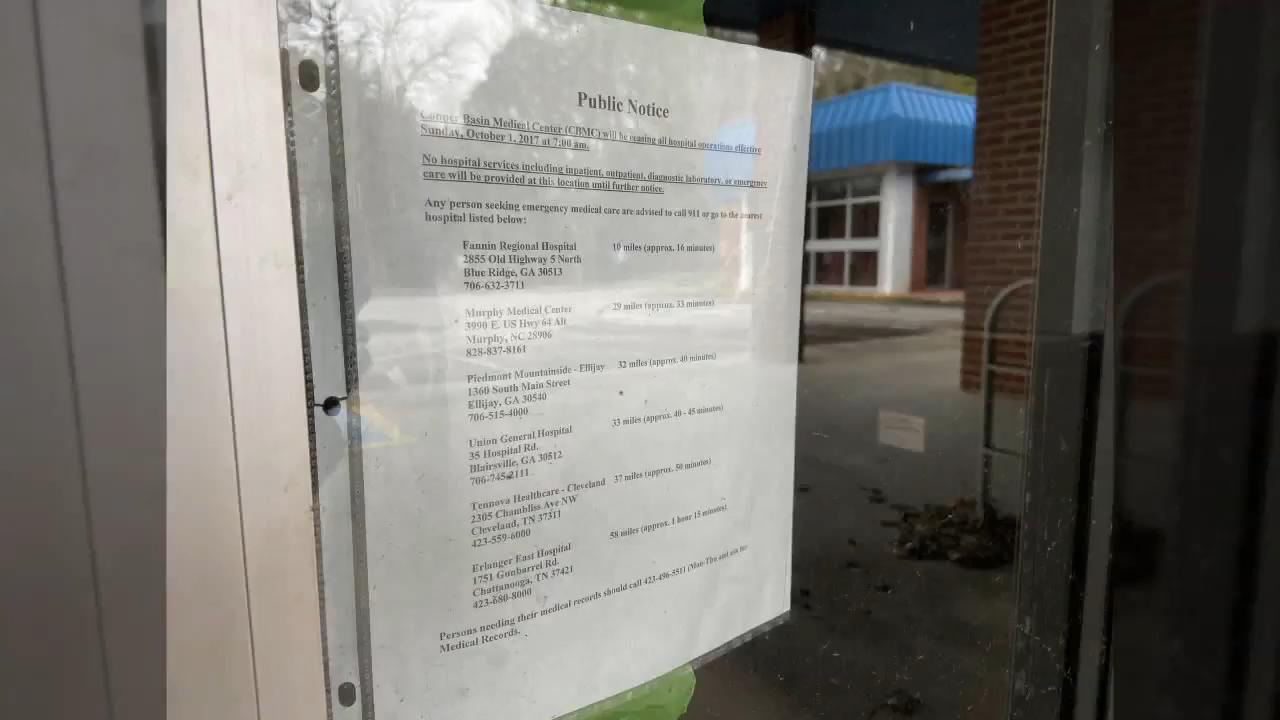 Public Notice
Copper Basin Medical Center (CBMC) will be ceasing all hospital operations effective
Sunday, October 1, 2017 at 7:00 am.
No hospital services including inpatient, outpatient, diagnostic laboratory, or emergency
care will be provided at this location until further notice.
Any person seeking emergency medical care are advised to call 911 or go to the nearest
hospital listed below:
Fannin Regional Hospital 10 miles (approx. 16 minutes)
2855 Old Highway 5 North
Blue Ridge, GA 30513
706-632-3711
Murphy Medical Center 29 miles (approx. 33 minutes)
3990 E. US Hwy 64 Alt
Murphy, NC 28906
828-837-8161
Piedmont Mountainside - Ellijay 32 miles (approx. 40 minutes)
1360 South Main Street
Ellijay, GA 30540
706-515-4000
Union General Hospital 33 miles (approx. 40 - 45 minutes)
35 Hospital Rd.
Blairsville, GA 30512
706-745-2111
Tennova Healthcare - Cleveland 37 miles (approx. 50 minutes)
2305 Chambliss Ave NW
Cleveland, TN 37311
423-559-6000
Erlanger East Hospital 58 miles (approx. 1 hour 15 minutes)
1751 Gunbarrel Rd.
Chattanooga, TN 37421
423-680-8000
Persons needing their medical records should call 423-496-5511 (Mon-Thu and ask for
Medical Records.